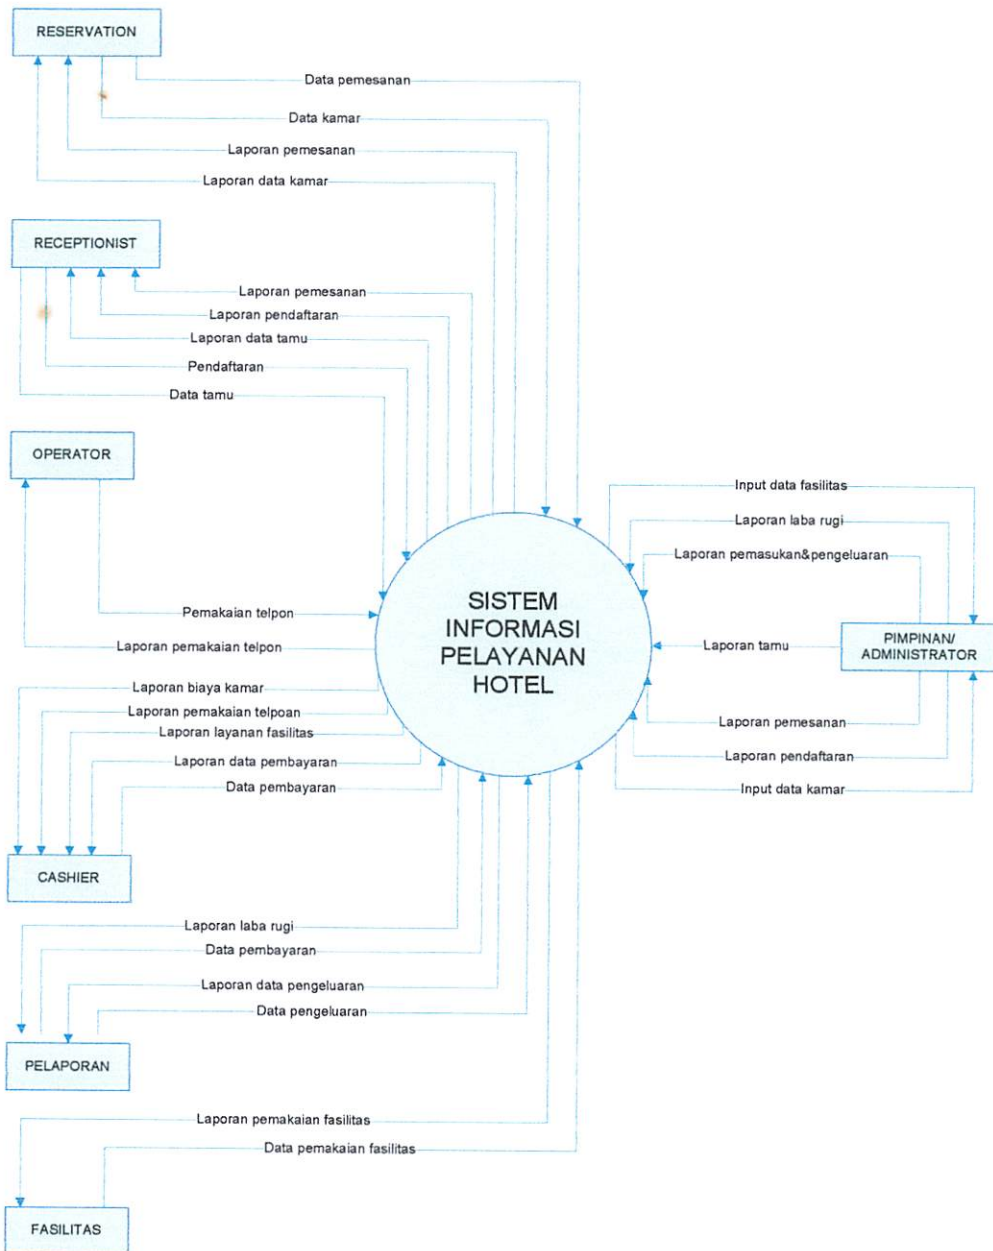 RESERVATION
Data pemesanan
Data kamar
Laporan pemesanan
Laporan data kamar
RECEPTIONIST
Laporan pemesanan
Laporan pendaftaran
Laporan data tamu
Pendaftaran
Data tamu
OPERATOR
Input data fasilitas
Laporan laba rugi
Laporan pemasukan&pengeluaran
SISTEM
INFORMASI
PELAYANAN
HOTEL
Pemakaian telpon
Laporan pemakaian telpon
Laporan tamu
PIMPINAN/
ADMINISTRATOR
Laporan biaya kamar
Laporan pemakaian telpoan
Laporan layanan fasilitas
Laporan data pembayaran
Data pembayaran
Laporan pemesanan
Laporan pendaftaran
Input data kamar
CASHIER
Laporan laba rugi
Data pembayaran
Laporan data pengeluaran
Data pengeluaran
PELAPORAN
Laporan pemakaian fasilitas
Data pemakaian fasilitas
FASILITAS